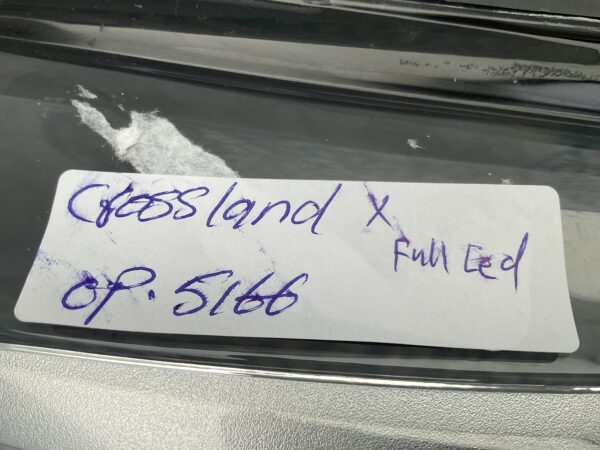 Crossland X
Full Led
OP. 5166